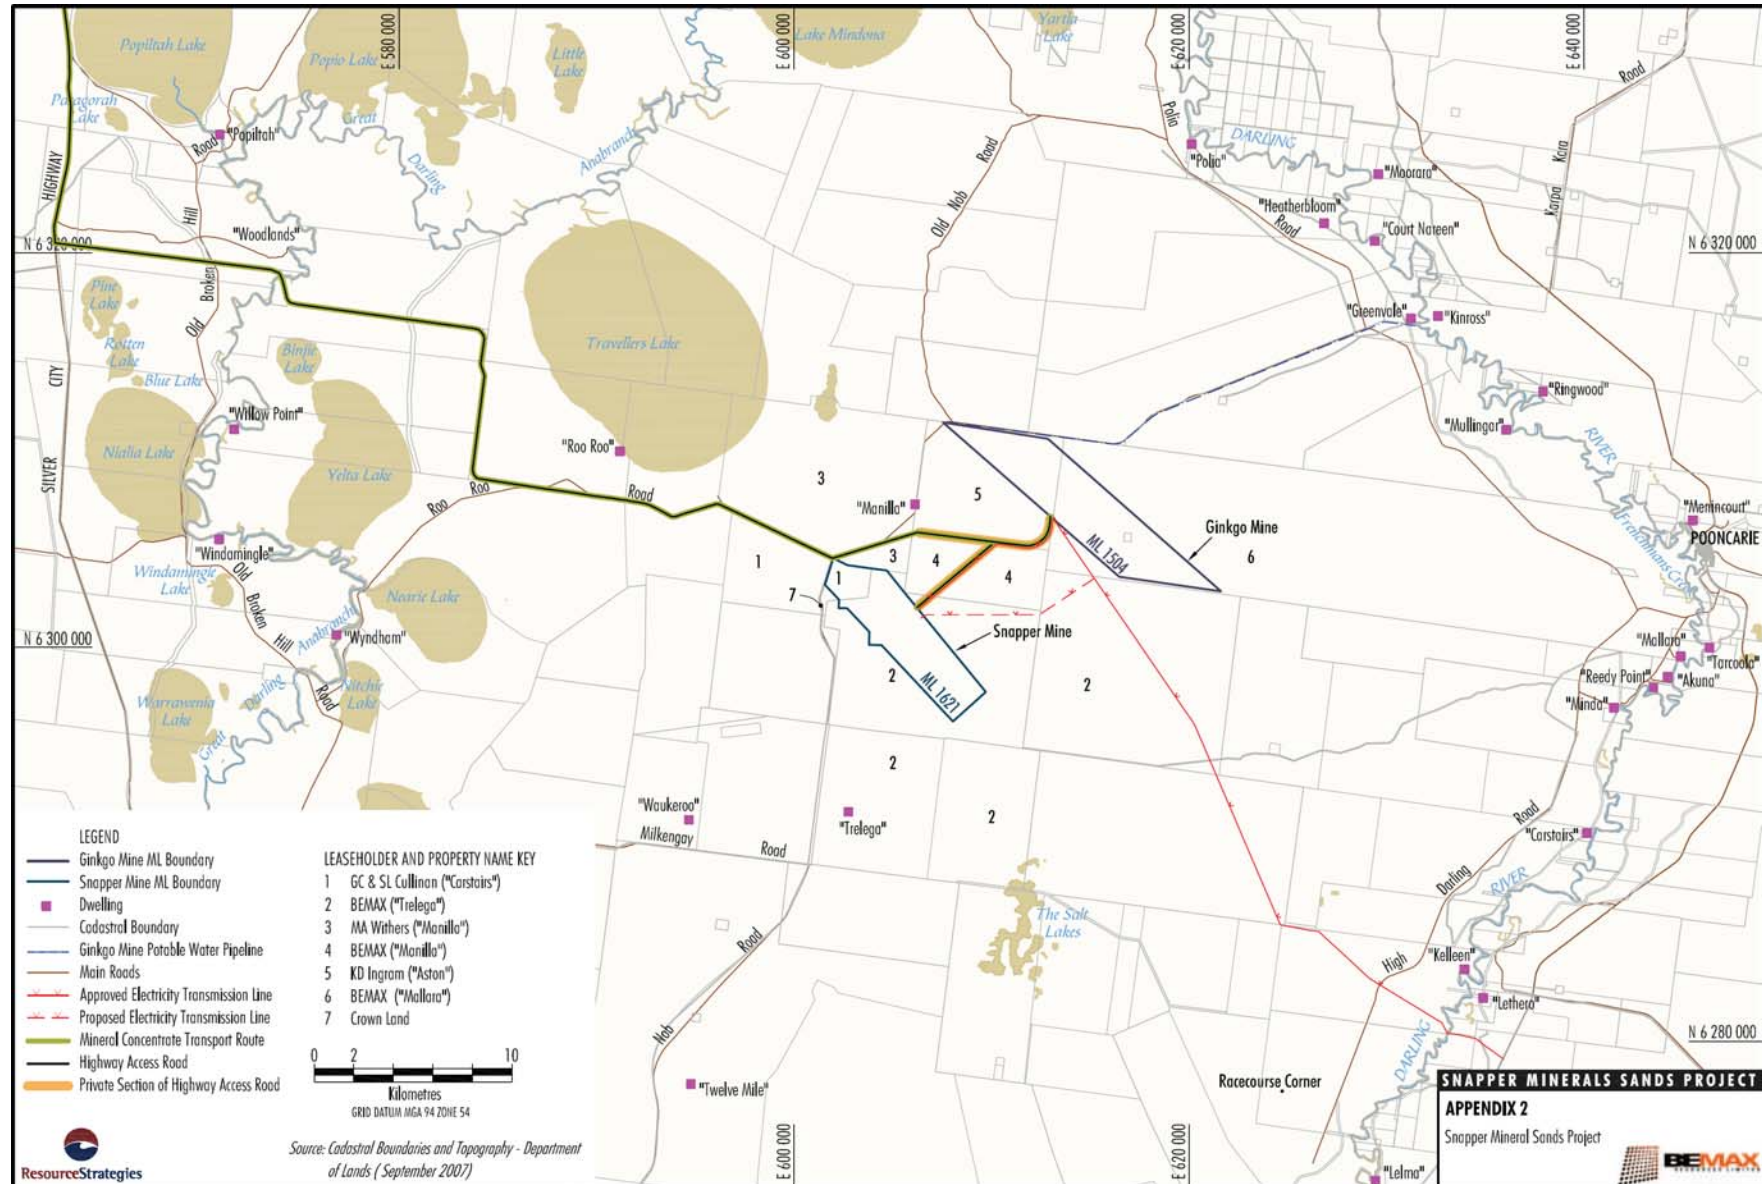 Popiltah Lake
Popio Lake
E 580 000
Little
Lake
E 600 000
Lake Mindona
Yartla
Lake
E 620 000
E 640 000
Road
Lake
"Popiltah"
Road
Great
Darling
Anabranch
Polia
"Polia"
DARLING
"Moorara"
Kara
Karpa
HIGHWAY
Hill
"Woodlands"
Road
Nob
Old
"Heatherbloom"
Road
"Court Nareen"
N 6 320 000
N 6 320 000
Broken
Old
Pine
Lake
Rotten
Lake
Binjie
Lake
Blue Lake
Travellers Lake
"Greenvale"
"Kinross"
CITY
SILVER
"Willow Point"
Nialia Lake
Yelta Lake
"Roo Roo"
"Ringwood"
"Mullingar"
RIVER
Roo
Roo
Road
3
5
"Manilla"
"Menincourt"
POONCARIE
Frenchmans Creek
"Windamingle"
Windamingle
Lake
Old
Broken
Hill
Road
Nearie Lake
Anabranch
"Wyndham"
1
3
4
1
4
ML 1504
Ginkgo Mine
6
7
N 6 300 000
Snapper Mine
2
ML 1621
2
"Mallara"
"Tarcoola"
"Reedy Point"
"Akuna"
"Minda"
Nitchie
Lake
Warrawenia
Lake
Darling
Great
2
"Waukeroo"
Milkengay
Road
"Trelega"
2
"Carstairs"
Road
Darling
High
RIVER
The Salt
Lakes
"Kelleen"
"Lethero"
Road
Nob
"Twelve Mile"
Racecourse Corner
DARLING
N 6 280 000
"Lelma"
E 600 000
E 620 000
LEGEND
Ginkgo Mine ML Boundary
Snapper Mine ML Boundary
Dwelling
Cadastral Boundary
Ginkgo Mine Potable Water Pipeline
Main Roads
Approved Electricity Transmission Line
Proposed Electricity Transmission Line
Mineral Concentrate Transport Route
Highway Access Road
Private Section of Highway Access Road
LEASEHOLDER AND PROPERTY NAME KEY
1 GC & SL Cullinan ("Carstairs")
2 BEMAX ("Trelega")
3 MA Withers ("Manilla")
4 BEMAX ("Manilla")
5 KD Ingram ("Aston")
6 BEMAX ("Mallara")
7 Crown Land
0 2 10
Kilometres
GRID DATUM MGA 94 ZONE 54
Source: Cadastral Boundaries and Topography - Department
of Lands ( September 2007)
ResourceStrategies
SNAPPER MINERALS SANDS PROJECT
APPENDIX 2
Snapper Mineral Sands Project
BEMAX
RESOURCES LIMITED